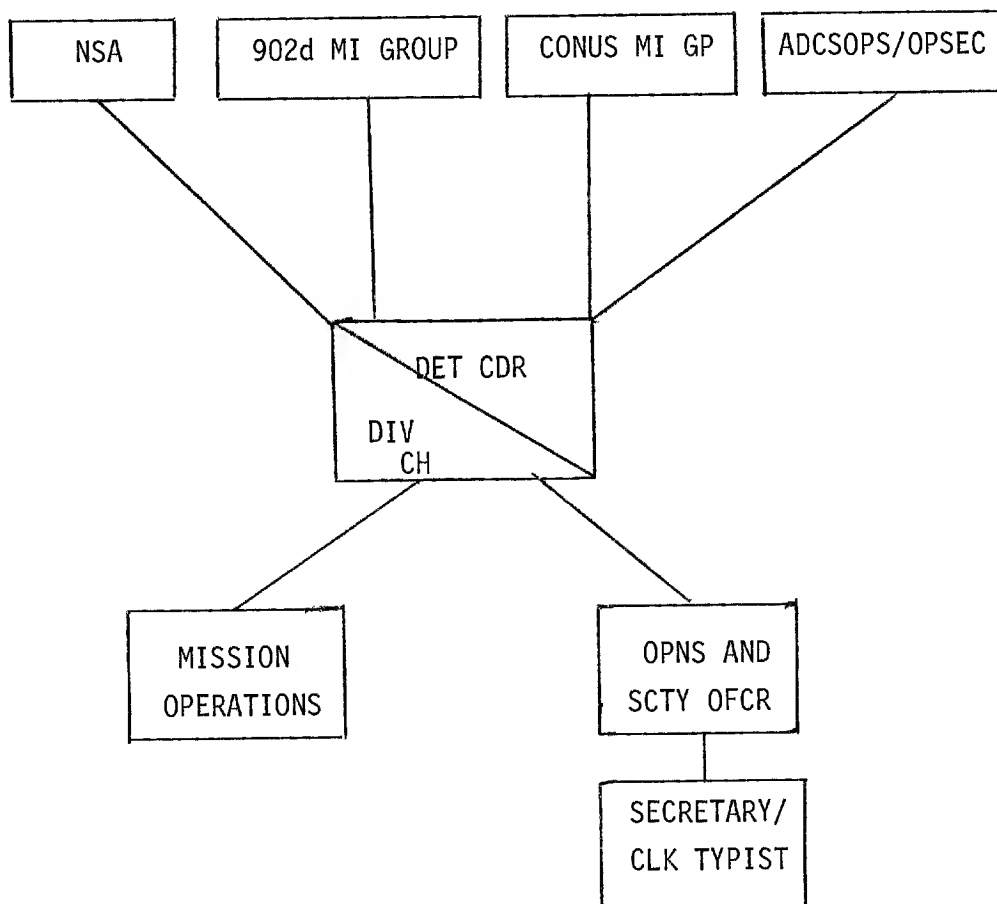 NSA
902d MI GROUP
CONUS MI GP
ADCSOPS/OPSEC
DET CDR
DIV
CH
MISSION
OPERATIONS
OPNS AND
SCTY OFCR
SECRETARY/
CLK TYPIST